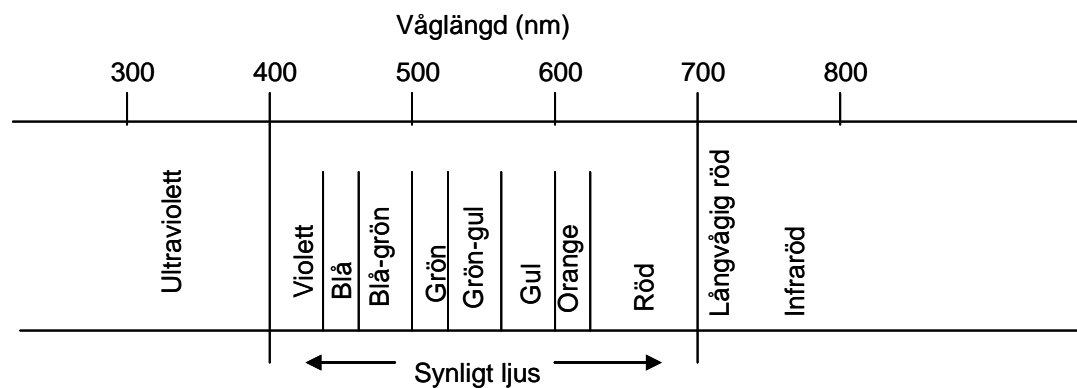 Våglängd (nm)
300 400 500 600 700 800
Ultraviolett
Violett
Blå
Blå-grön
Grön
Grön-gul
Gul
Orange
Röd
Långvågig röd
Infraröd
Synligt ljus